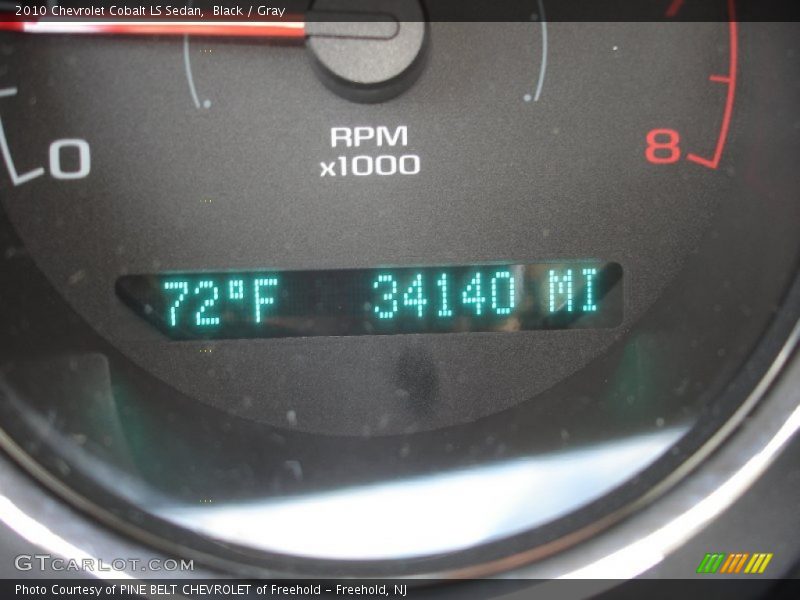 2010 Chevrolet Cobalt LS Sedan,  Black / Gray
RPM
x1000
0
8
72°F 34140 MI
GTCARLOT.COM
Photo Courtesy of PINE BELT CHEVROLET of Freehold - Freehold, NJ